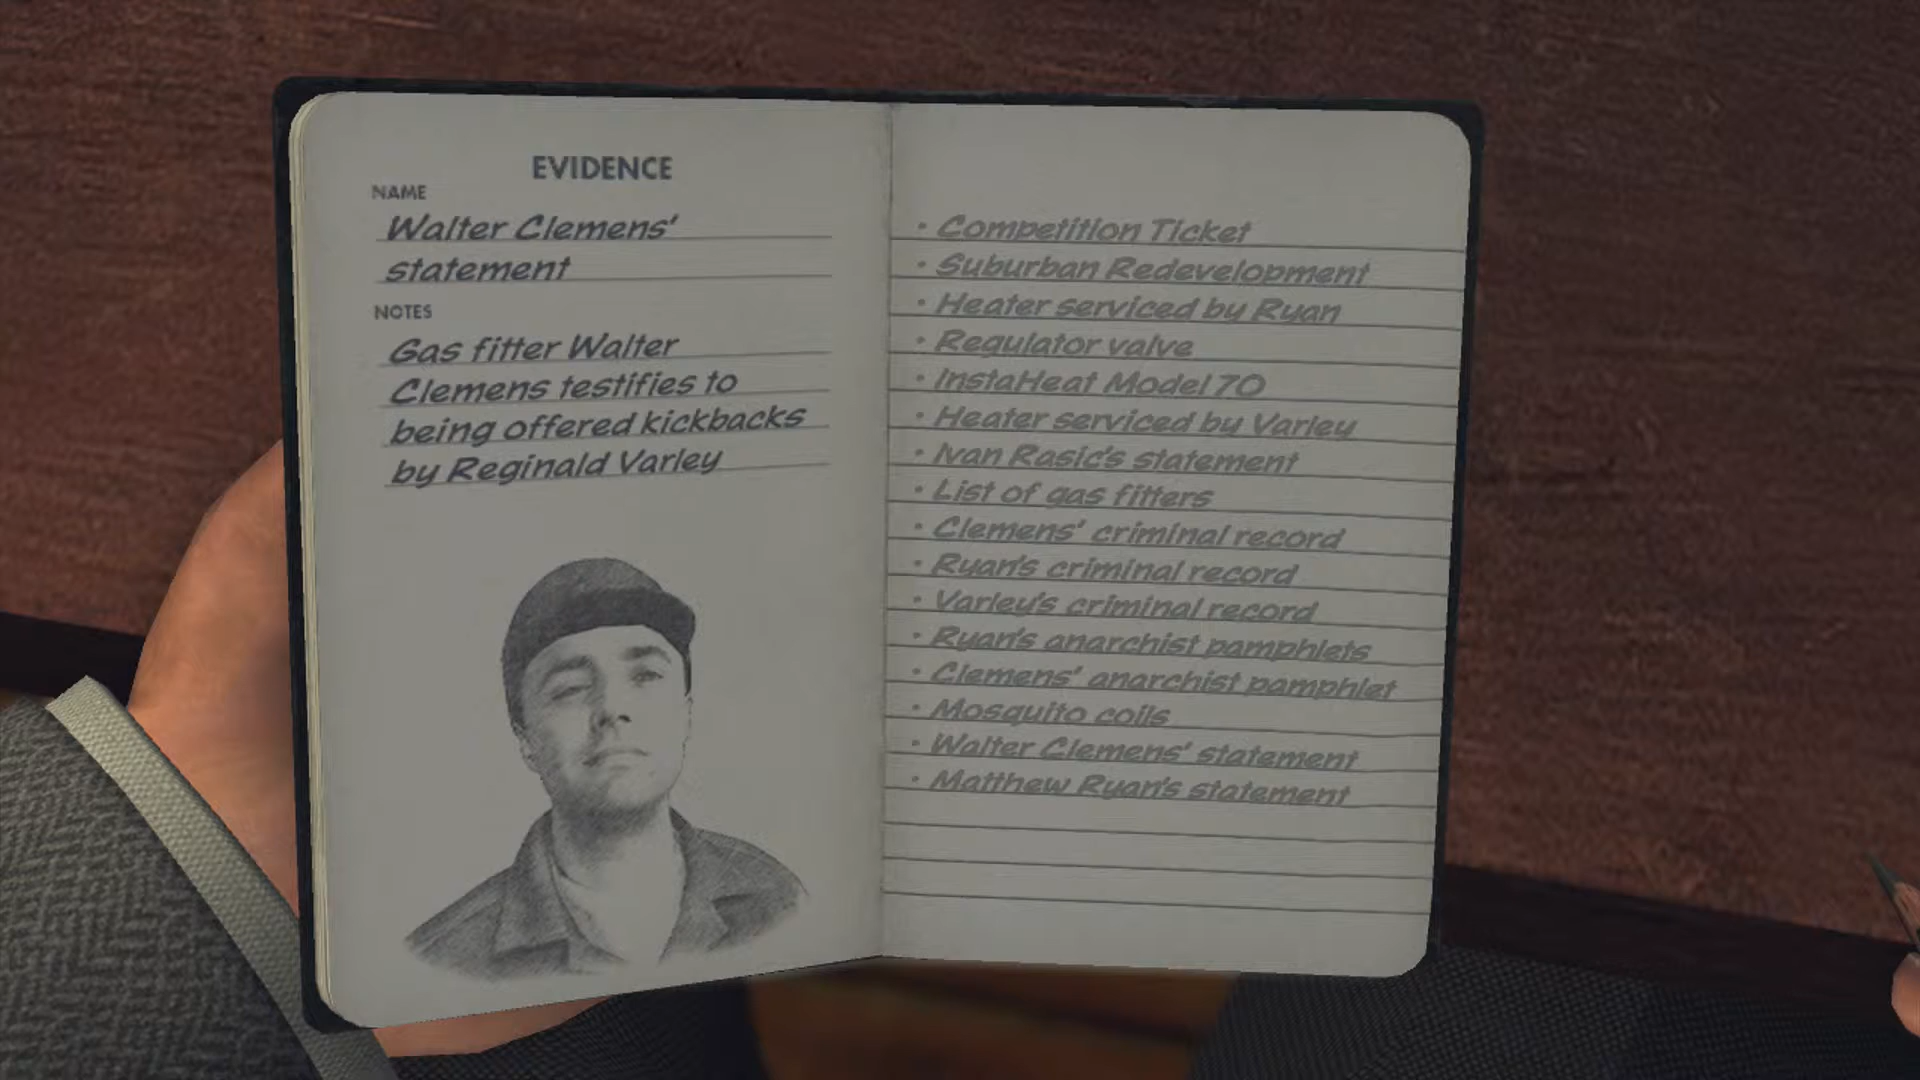 EVIDENCE
NAME
Walter Clemens'
statement
NOTES
Gas fitter Walter
Clemens testifies to
being offered kickbacks
by Reginald Varley
• Competition Ticket
• Suburban Redevelopment
• Heater serviced by Ryan
• Regulator valve
• InstaHeat Model 70
• Heater serviced by Varley
• Ivan Rasic's statement
• List of gas fitters
• Clemens' criminal record
• Ryan's criminal record
• Varley's criminal record
• Ryan's anarchist pamphlets
• Clemens' anarchist pamphlet
• Mosquito coils
• Walter Clemens' statement
• Matthew Ryan's statement